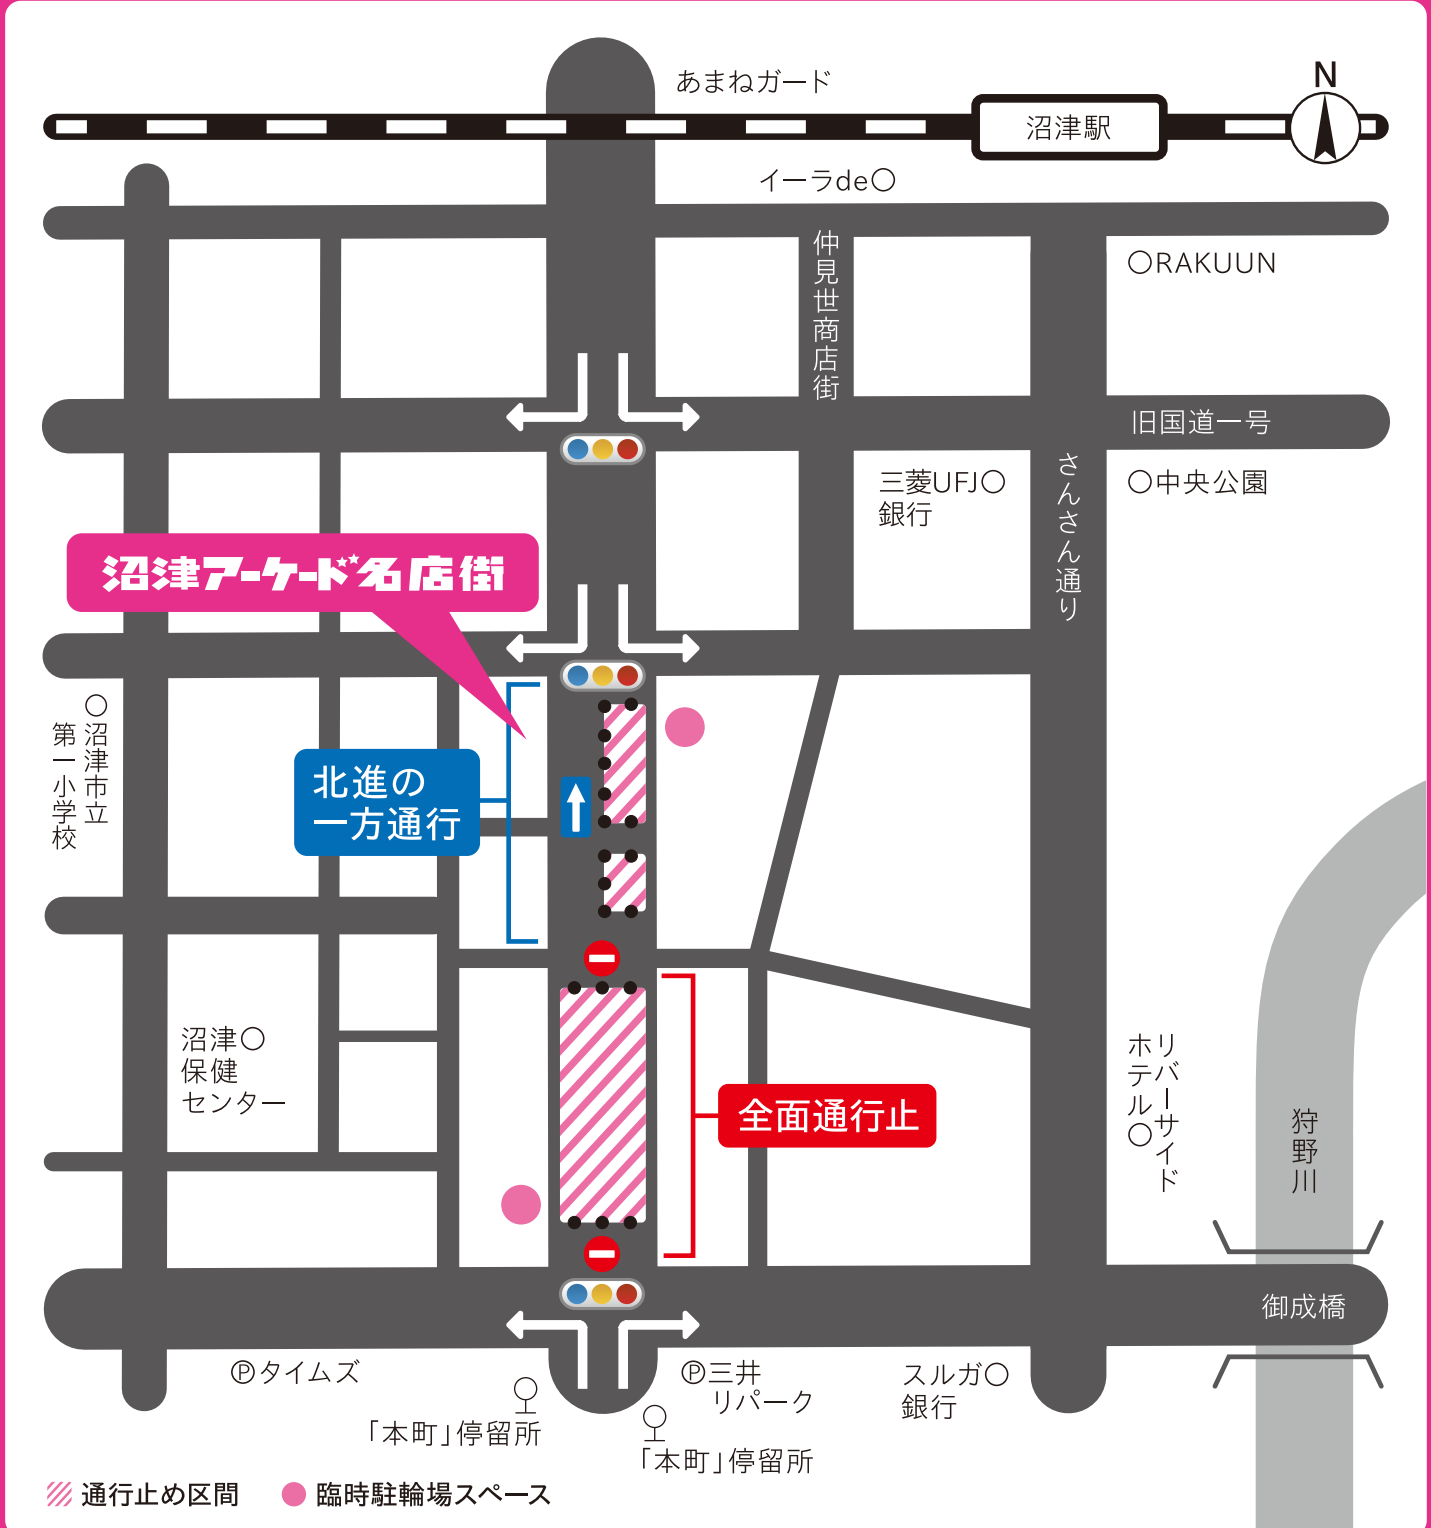 あまねガード
N
沼津駅
イーラde○
仲見世商店街
○RAKUUN
旧国道一号
三菱UFJ○
銀行
さんさん通り
○中央公園
沼津アーケード名店街
○沼津市立
第一小学校
北進の
一方通行
沼津○
保健
センター
全面通行止
リバーサイド
ホテル○
狩野川
御成橋
Ⓟタイムズ
Ⓟ三井
リパーク
スルガ○
銀行
「本町」停留所
「本町」停留所
通行止め区間
臨時駐輪場スペース